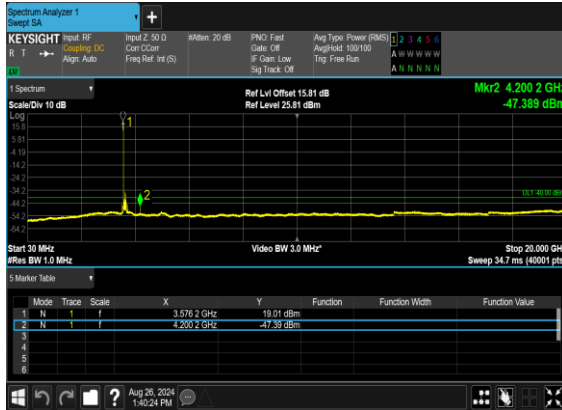 Spectrum Analyzer 1
Swept SA
+
KEYSIGHT Input: RF
R T Coupling: DC
Align: Auto
Input Z: 50 Ω
Corr CCorr
Freq Ref: Int (S)
#Atten: 20 dB
PNO: Fast
Gate: Off
IF Gain: Low
Sig Track: Off
Avg Type: Power (RMS)
Avg|Hold: 100/100
Trig: Free Run
1 2 3 4 5 6
A W W W W W
A N N N N N
1 Spectrum
Scale/Div 10 dB
Ref Lvl Offset 15.81 dB
Ref Level 25.81 dBm
Mkr2 4.200 2 GHz
-47.389 dBm
Log
15.8
5.81
-4.19
-14.2
-24.2
-34.2
-44.2
-54.2
-64.2
1
2
DL1 -40.00 dB
Start 30 MHz
#Res BW 1.0 MHz
Video BW 3.0 MHz*
Stop 20.000 GH
Sweep 34.7 ms (40001 pts
5 Marker Table
Mode Trace Scale X Y Function Function Width Function Value
1 N 1 f 3.576 2 GHz 19.01 dBm
2 N 1 f 4.200 2 GHz -47.39 dBm
3
4
5
6
? Aug 26, 2024
1:40:24 PM